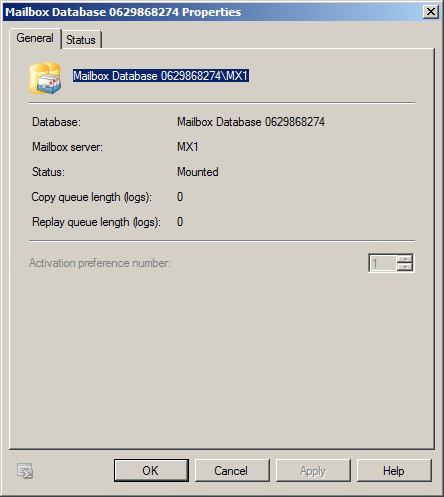 Mailbox Database 0629868274 Properties
General Status
Mailbox Database 0629868274\MX1
Database: Mailbox Database 0629868274
Mailbox server: MX1
Status: Mounted
Copy queue length (logs): 0
Replay queue length (logs): 0
Activation preference number: 1
OK Cancel Apply Help